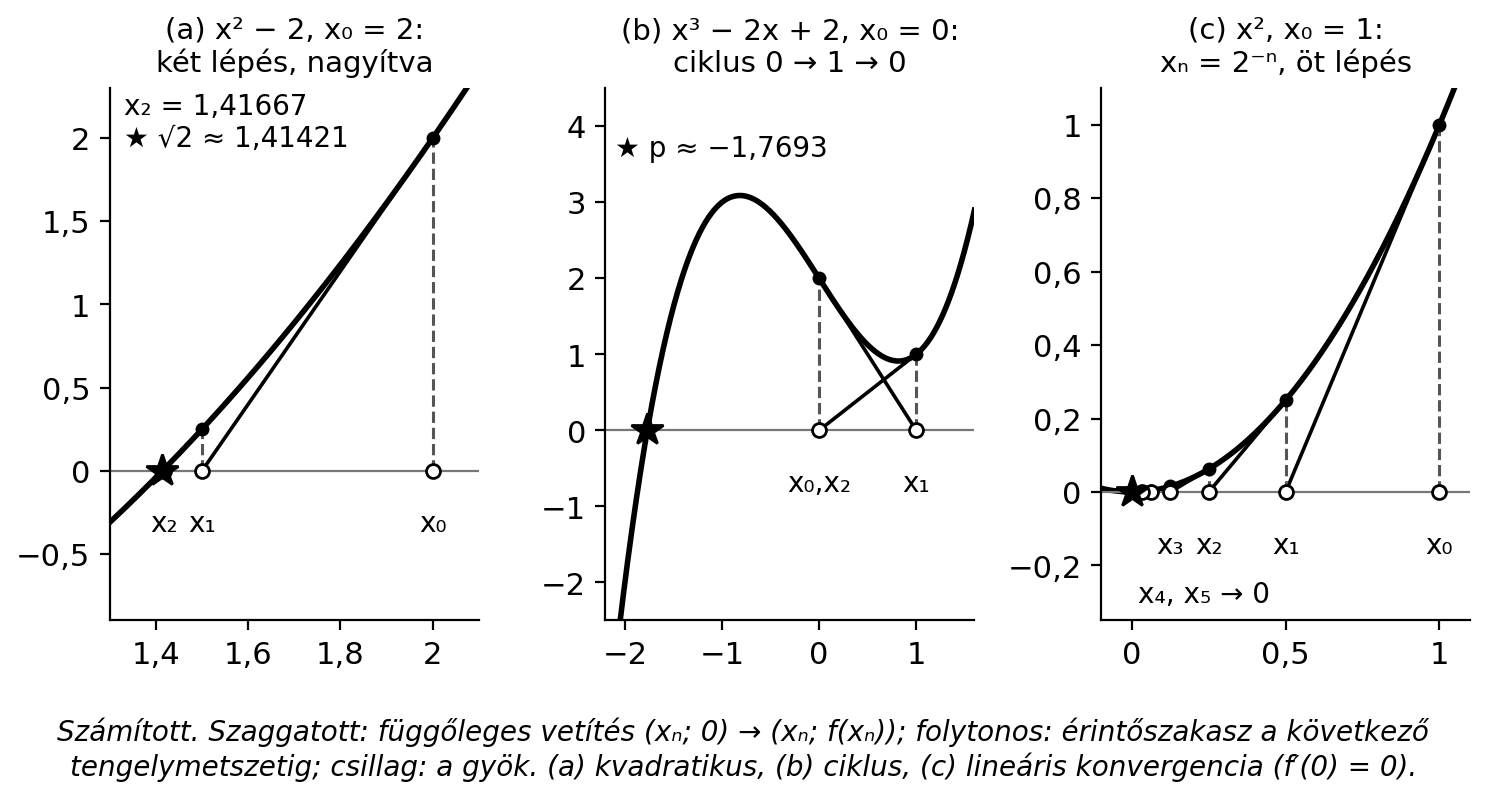 (a) x² − 2, x₀ = 2:
két lépés, nagyítva
x₂ = 1,41667
★ √2 ≈ 1,41421
2
1,5
1
0,5
0
−0,5
x₂ x₁ x₀
1,4 1,6 1,8 2
(b) x³ − 2x + 2, x₀ = 0:
ciklus 0 → 1 → 0
★ p ≈ −1,7693
4
3
2
1
0
−1
−2
x₀,x₂ x₁
−2 −1 0 1
(c) x², x₀ = 1:
xₙ = 2⁻ⁿ, öt lépés
1
0,8
0,6
0,4
0,2
0
−0,2
x₃ x₂ x₁ x₀
x₄, x₅ → 0
0 0,5 1
Számított. Szaggatott: függőleges vetítés (xₙ; 0) → (xₙ; f(xₙ)); folytonos: érintőszakasz a következő
tengelymetszetig; csillag: a gyök. (a) kvadratikus, (b) ciklus, (c) lineáris konvergencia (f′(0) = 0).